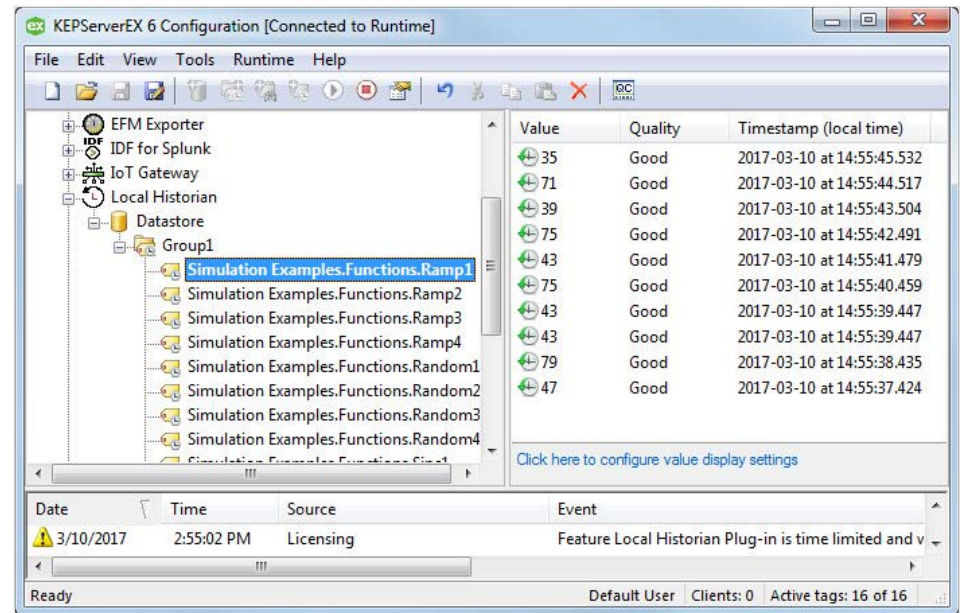 KEPServerEX 6 Configuration [Connected to Runtime]
File Edit View Tools Runtime Help
QC
EFM Exporter
IDF for Splunk
IoT Gateway
Local Historian
Datastore
Group1
Simulation Examples.Functions.Ramp1
Simulation Examples.Functions.Ramp2
Simulation Examples.Functions.Ramp3
Simulation Examples.Functions.Ramp4
Simulation Examples.Functions.Random1
Simulation Examples.Functions.Random2
Simulation Examples.Functions.Random3
Simulation Examples.Functions.Random4
Value Quality Timestamp (local time)
35 Good 2017-03-10 at 14:55:45.532
71 Good 2017-03-10 at 14:55:44.517
39 Good 2017-03-10 at 14:55:43.504
75 Good 2017-03-10 at 14:55:42.491
43 Good 2017-03-10 at 14:55:41.479
75 Good 2017-03-10 at 14:55:40.459
43 Good 2017-03-10 at 14:55:39.447
43 Good 2017-03-10 at 14:55:39.447
79 Good 2017-03-10 at 14:55:38.435
47 Good 2017-03-10 at 14:55:37.424
Click here to configure value display settings
Date Time Source Event
3/10/2017 2:55:02 PM Licensing Feature Local Historian Plug-in is time limited and
Ready Default User Clients: 0 Active tags: 16 of 16